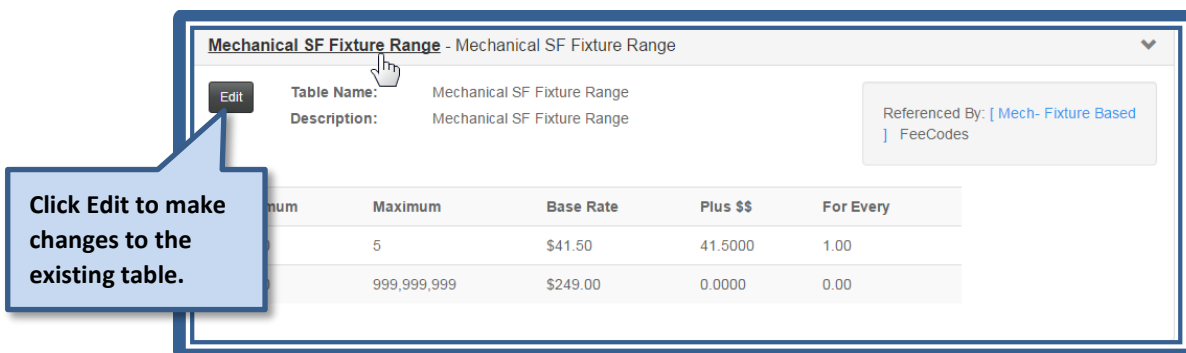 Mechanical SF Fixture Range - Mechanical SF Fixture Range
Edit
Table Name: Mechanical SF Fixture Range
Description: Mechanical SF Fixture Range
Referenced By: [ Mech- Fixture Based
] FeeCodes
Click Edit to make
changes to the
existing table.
Maximum Base Rate Plus $$ For Every
5 $41.50 41.5000 1.00
999,999,999 $249.00 0.0000 0.00